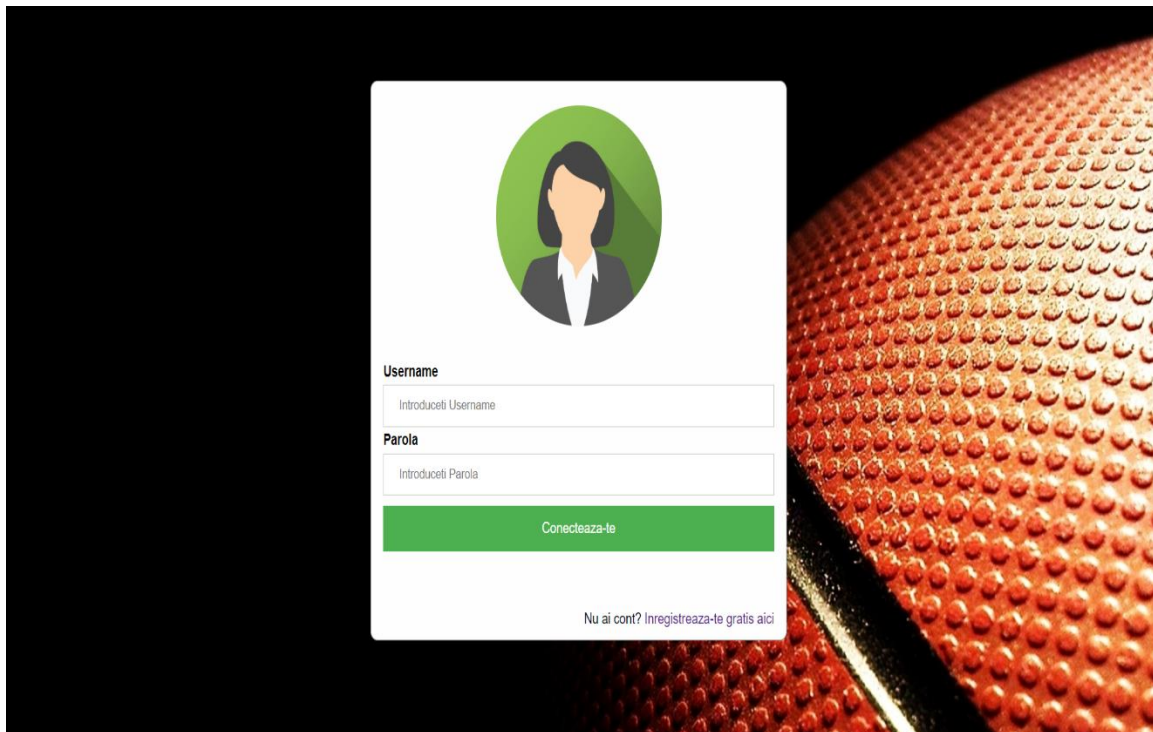 Username
Introduceti Username
Parola
Introduceti Parola
Conecteaza-te
Nu ai cont? Inregistreaza-te gratis aici